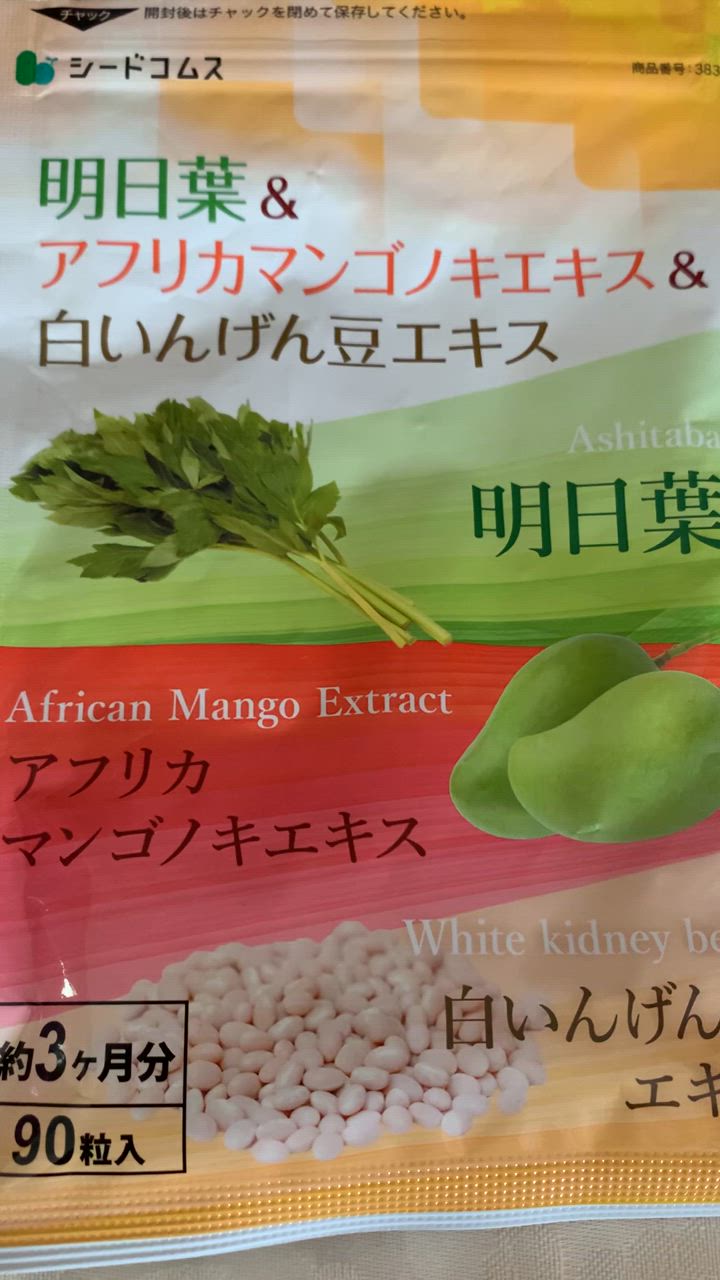 チャック
開封後はチャックを閉めて保存してください。
シードコムス
商品番号:383
明日葉&
アフリカマンゴノキエキス&
白いんげん豆エキス
Ashitaba
明日葉
African Mango Extract
アフリカ
マンゴノキエキス
White kidney be
白いんげん
エキ
約3ヶ月分
90粒入